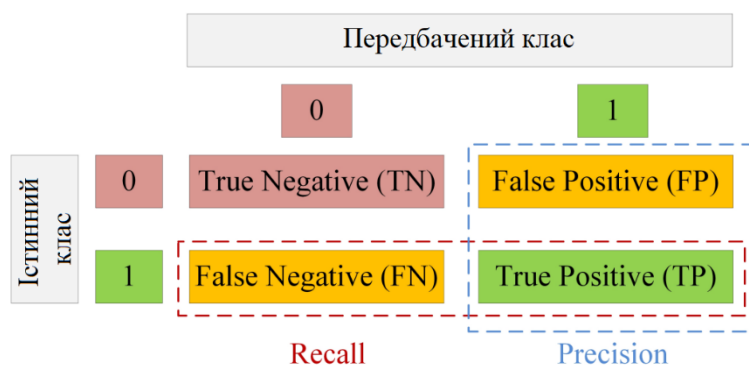 Передбачений клас
0
1
Істинний
клас
0
True Negative (TN)
False Positive (FP)
1
False Negative (FN)
True Positive (TP)
Recall
Precision